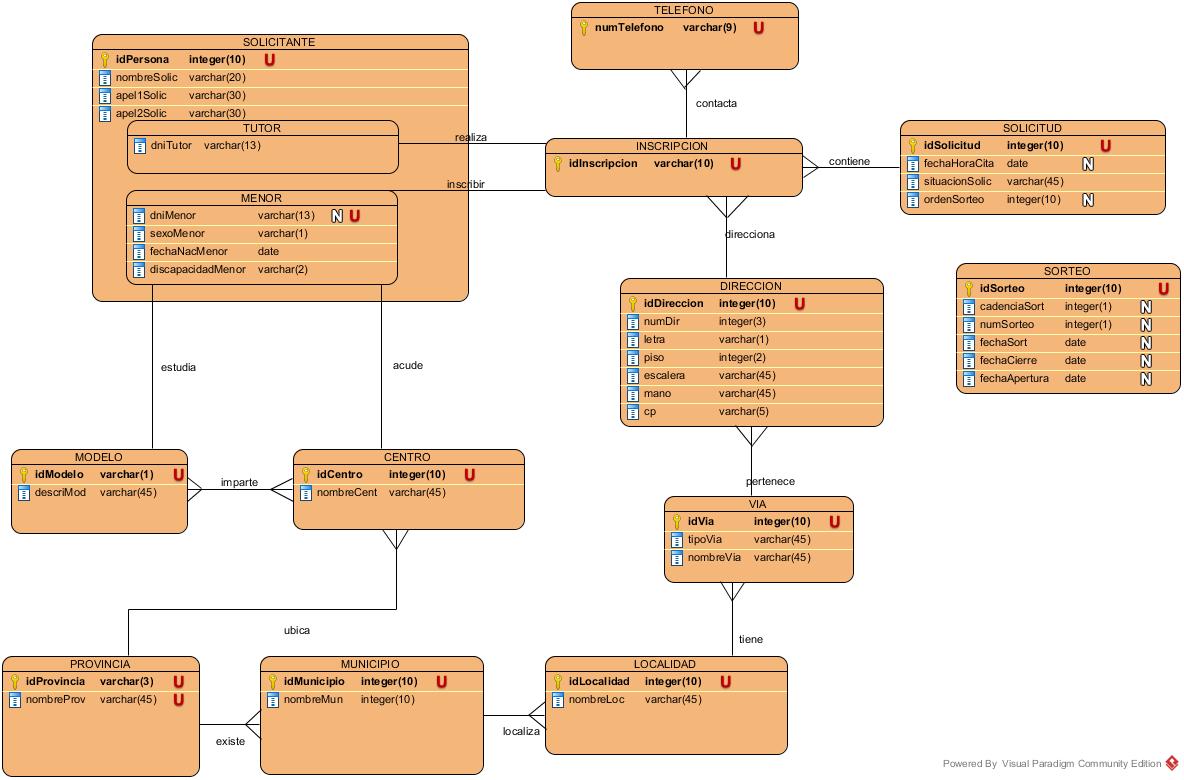 TELEFONO
numTelefono varchar(9) U
SOLICITANTE
idPersona integer(10) U
nombreSolic varchar(20)
apel1Solic varchar(30)
apel2Solic varchar(30)
TUTOR
dniTutor varchar(13)
MENOR
dniMenor varchar(13) N U
sexoMenor varchar(1)
fechaNacMenor date
discapacidadMenor varchar(2)
contacta
realiza
inscribir
INSCRIPCION
idInscripcion varchar(10) U
contiene
SOLICITUD
idSolicitud integer(10) U
fechaHoraCita date N
situacionSolic varchar(45)
ordenSorteo integer(10) N
direcciona
DIRECCION
idDireccion integer(10) U
numDir integer(3)
letra varchar(1)
piso integer(2)
escalera varchar(45)
mano varchar(45)
cp varchar(5)
SORTEO
idSorteo integer(10) U
cadenciaSort integer(1) N
numSorteo integer(1) N
fechaSort date N
fechaCierre date N
fechaApertura date N
estudia
acude
MODELO
idModelo varchar(1) U
descriMod varchar(45)
imparte
CENTRO
idCentro integer(10) U
nombreCent varchar(45)
pertenece
VIA
idVia integer(10) U
tipoVia varchar(45)
nombreVia varchar(45)
ubica
tiene
PROVINCIA
idProvincia varchar(3) U
nombreProv varchar(45) U
existe
MUNICIPIO
idMunicipio integer(10) U
nombreMun integer(10)
localiza
LOCALIDAD
idLocalidad integer(10) U
nombreLoc varchar(45)
Powered By Visual Paradigm Community Edition